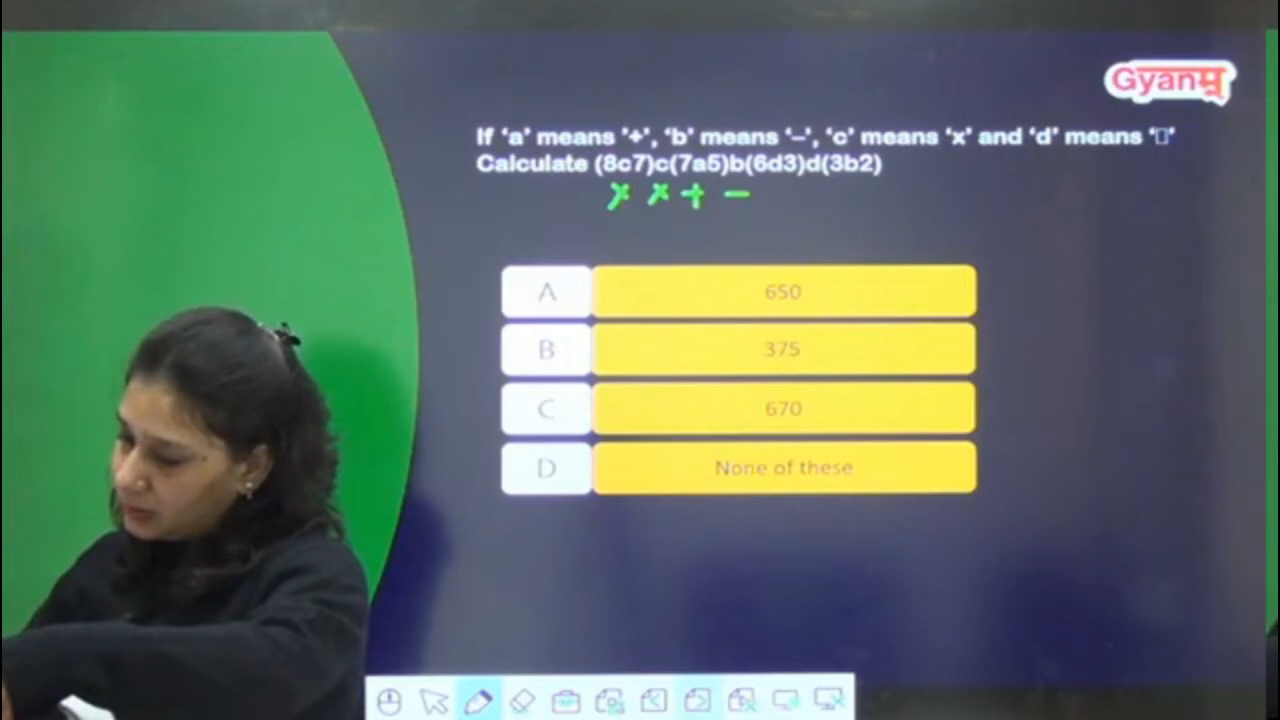 Gyanम्
If ‘a’ means ’+’, ‘b’ means ‘–’, ‘c’ means ‘x’ and ‘d’ means ‘▯’
Calculate (8c7)c(7a5)b(6d3)d(3b2)
× × + −
A 650
B 375
C 670
D None of these